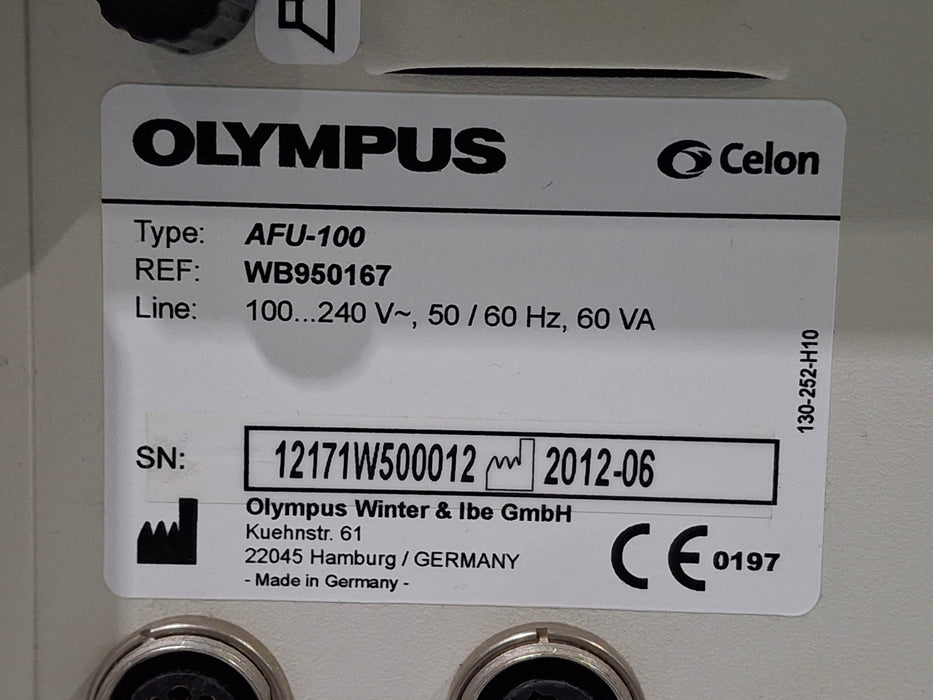 OLYMPUS Celon
Type: AFU-100
REF: WB950167
Line: 100...240 V~, 50 / 60 Hz, 60 VA
130-252-H10
SN: 12171W500012 2012-06
Olympus Winter & Ibe GmbH
Kuehnstr. 61
22045 Hamburg / GERMANY
- Made in Germany -
CE 0197